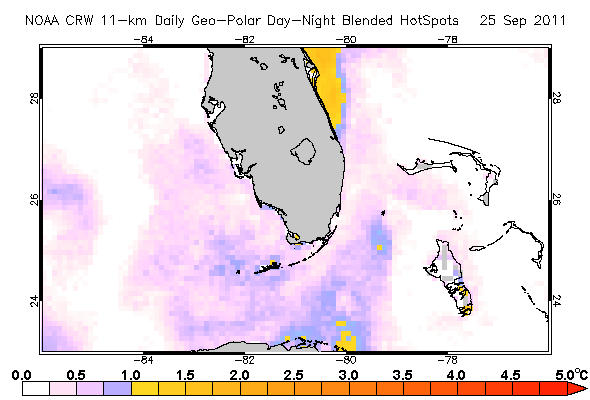 NOAA CRW 11-km Daily Geo-Polar Day-Night Blended HotSpots 25 Sep 2011
-84 -82 -80 -78
28 28
26 26
24 24
-84 -82 -80 -78
0.0 0.5 1.0 1.5 2.0 2.5 3.0 3.5 4.0 4.5 5.0°C